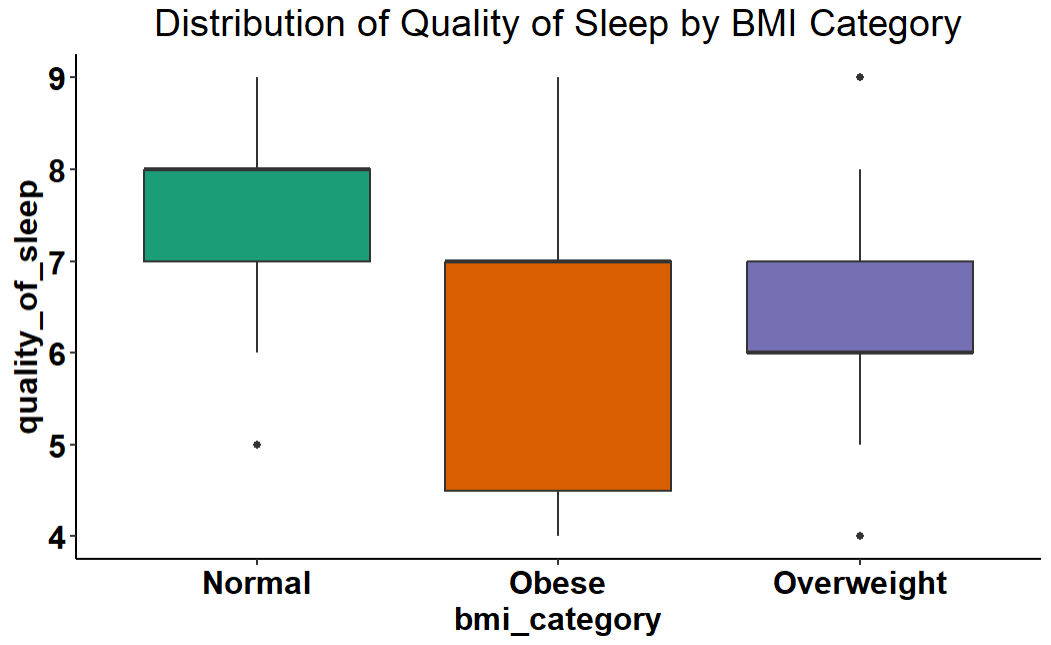 Distribution of Quality of Sleep by BMI Category
quality_of_sleep
9
8
7
6
5
4
Normal Obese Overweight
bmi_category